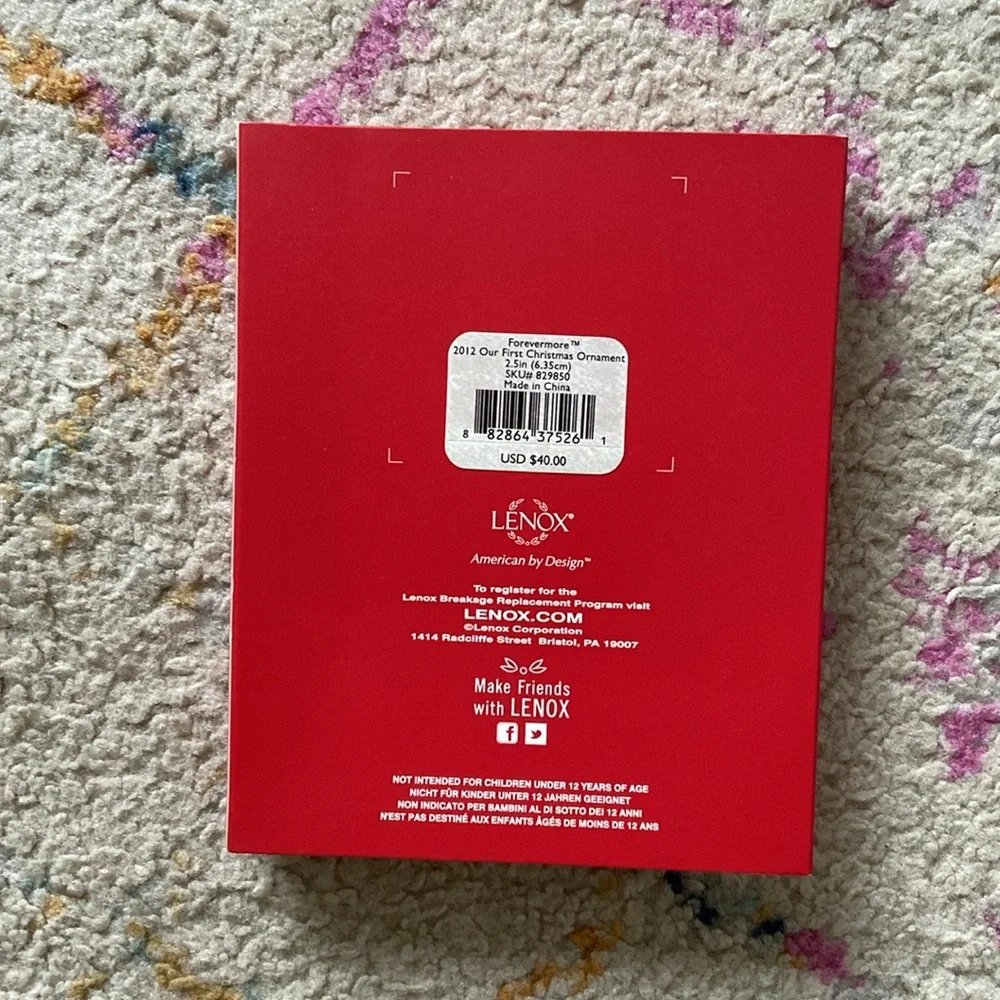 Forevermore™
2012 Our First Christmas Ornament
2.5in (6.35cm)
SKU# 829850
Made in China
8 82864 37526 1
USD $40.00
LENOX®
American by Design™
To register for the
Lenox Breakage Replacement Program visit
LENOX.COM
©Lenox Corporation
1414 Radcliffe Street Bristol, PA 19007
Make Friends
with LENOX
f
NOT INTENDED FOR CHILDREN UNDER 12 YEARS OF AGE
NICHT FÜR KINDER UNTER 12 JAHREN GEEIGNET
NON INDICATO PER BAMBINI AL DI SOTTO DEI 12 ANNI
N'EST PAS DESTINÉ AUX ENFANTS ÂGÉS DE MOINS DE 12 ANS